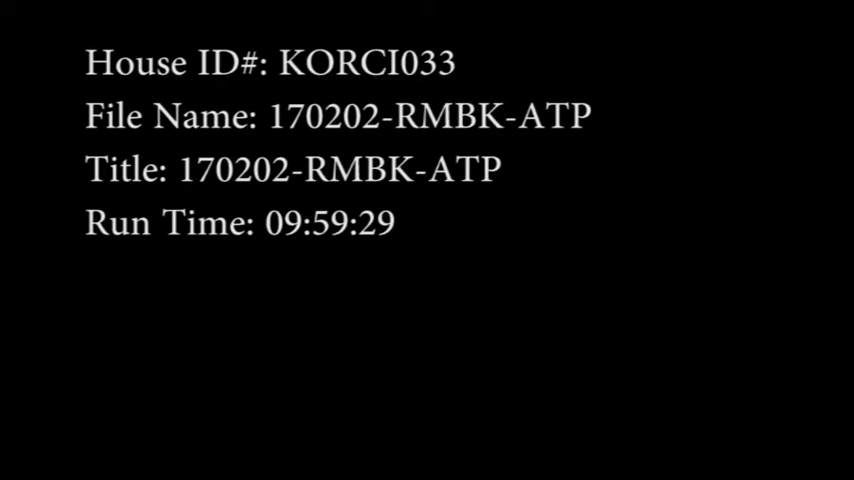 House ID#: KORCI033
File Name: 170202-RMBK-ATP
Title: 170202-RMBK-ATP
Run Time: 09:59:29